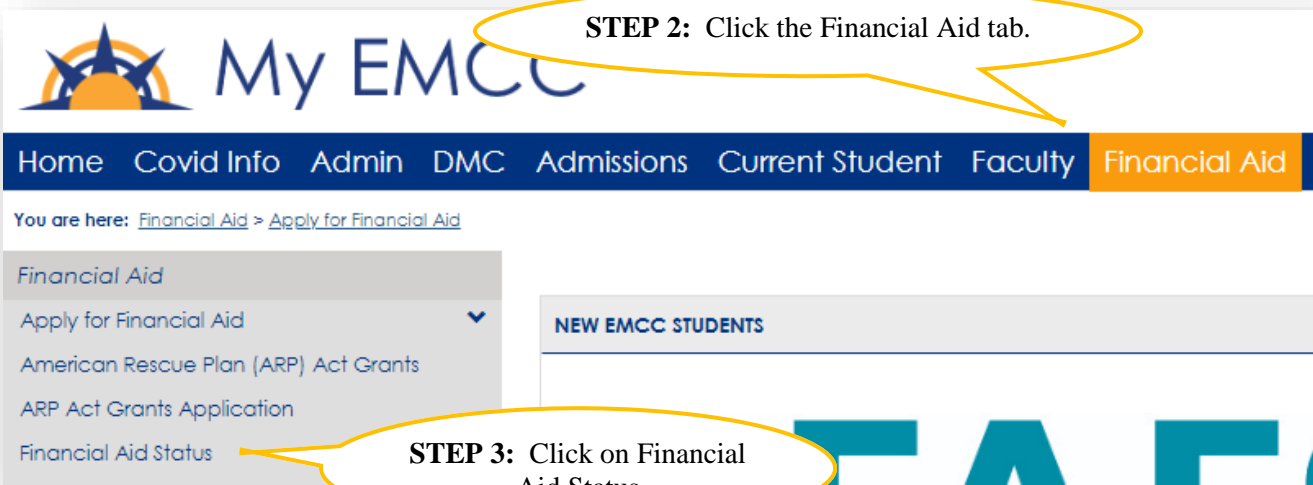 STEP 2: Click the Financial Aid tab.
My EMCC
Home Covid Info Admin DMC Admissions Current Student Faculty Financial Aid
You are here: Financial Aid > Apply for Financial Aid
Financial Aid
Apply for Financial Aid
American Rescue Plan (ARP) Act Grants
ARP Act Grants Application
Financial Aid Status
NEW EMCC STUDENTS
STEP 3: Click on Financial
Aid Status